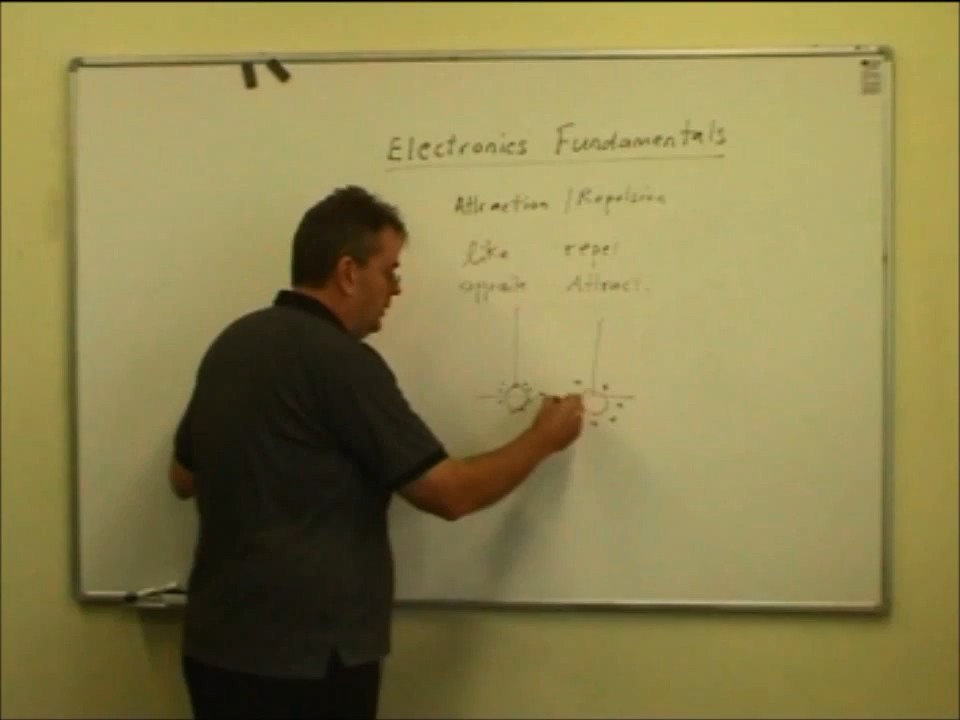 Electronics Fundamentals
Attraction / Repulsion
like repel
opposite Attract.